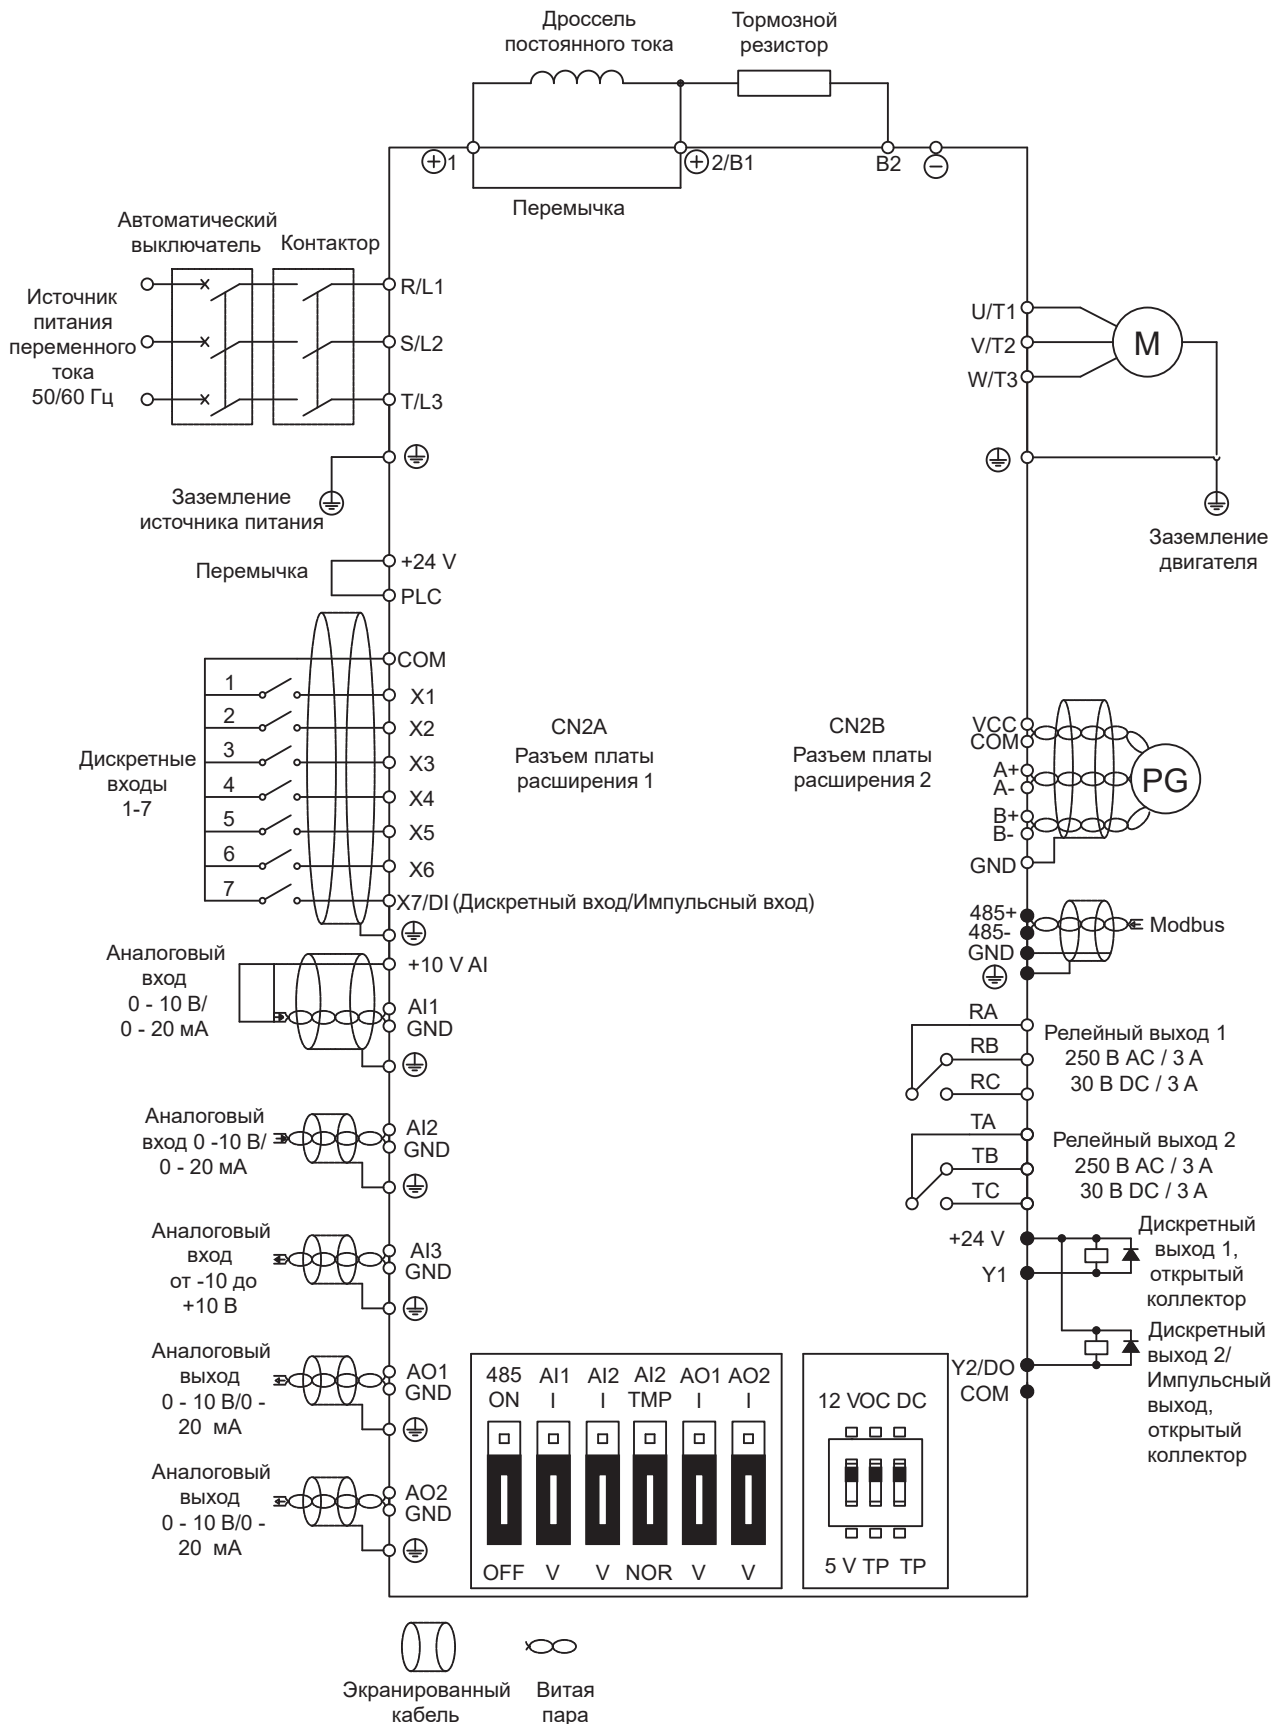 Дроссель
постоянного тока
Тормозной
резистор
+1
+2/B1
B2
−
Перемычка
Автоматический
выключатель
Контактор
Источник
питания
переменного
тока
50/60 Гц
R/L1
S/L2
T/L3
U/T1
V/T2
W/T3
M
Заземление
источника питания
Заземление
двигателя
Перемычка
+24 V
PLC
COM
1
X1
2
X2
3
X3
4
X4
5
X5
6
X6
7
X7/DI (Дискретный вход/Импульсный вход)
Дискретные
входы
1-7
CN2A
Разъем платы
расширения 1
CN2B
Разъем платы
расширения 2
VCC
COM
A+
A-
B+
B-
GND
PG
485+
485-
GND
Modbus
Аналоговый
вход
0 - 10 В/
0 - 20 мА
+10 V AI
AI1
GND
RA
RB
RC
Релейный выход 1
250 В AC / 3 А
30 В DC / 3 А
Аналоговый
вход 0 -10 В/
0 - 20 мА
AI2
GND
TA
TB
TC
Релейный выход 2
250 В AC / 3 А
30 В DC / 3 А
Аналоговый
вход
от -10 до
+10 В
AI3
GND
+24 V
Y1
Дискретный
выход 1,
открытый
коллектор
Аналоговый
выход
0 - 10 В/0 -
20 мА
AO1
GND
Y2/DO
COM
Дискретный
выход 2/
Импульсный
выход,
открытый
коллектор
Аналоговый
выход
0 - 10 В/0 -
20 мА
AO2
GND
485 AI1 AI2 AI2 AO1 AO2
ON I I TMP I I
OFF V V NOR V V
12 VOC DC
5 V TP TP
Экранированный
кабель
Витая
пара